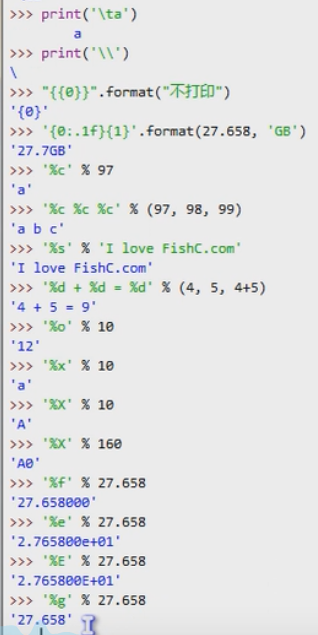 >>> print('\ta')
	a
>>> print('\\')
\
>>> "{{0}}".format("不打印")
'{0}'
>>> '{0:.1f}{1}'.format(27.658, 'GB')
'27.7GB'
>>> '%c' % 97
'a'
>>> '%c %c %c' % (97, 98, 99)
'a b c'
>>> '%s' % 'I love FishC.com'
'I love FishC.com'
>>> '%d + %d = %d' % (4, 5, 4+5)
'4 + 5 = 9'
>>> '%o' % 10
'12'
>>> '%x' % 10
'a'
>>> '%X' % 10
'A'
>>> '%X' % 160
'A0'
>>> '%f' % 27.658
'27.658000'
>>> '%e' % 27.658
'2.765800e+01'
>>> '%E' % 27.658
'2.765800E+01'
>>> '%g' % 27.658
'27.658'